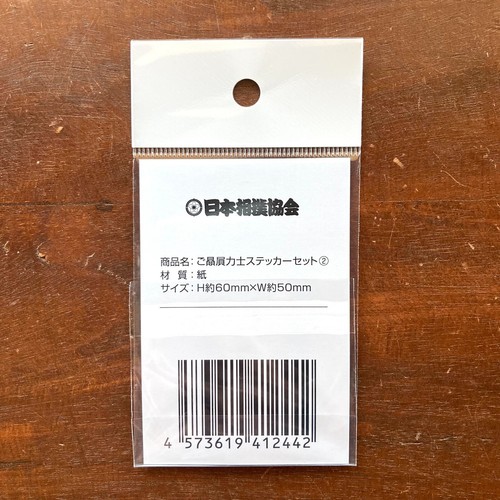 日本相撲協会
商品名：ご贔屓力士ステッカーセット②
材 質：紙
サイズ：H約60mm×W約50mm
4 573619 412442